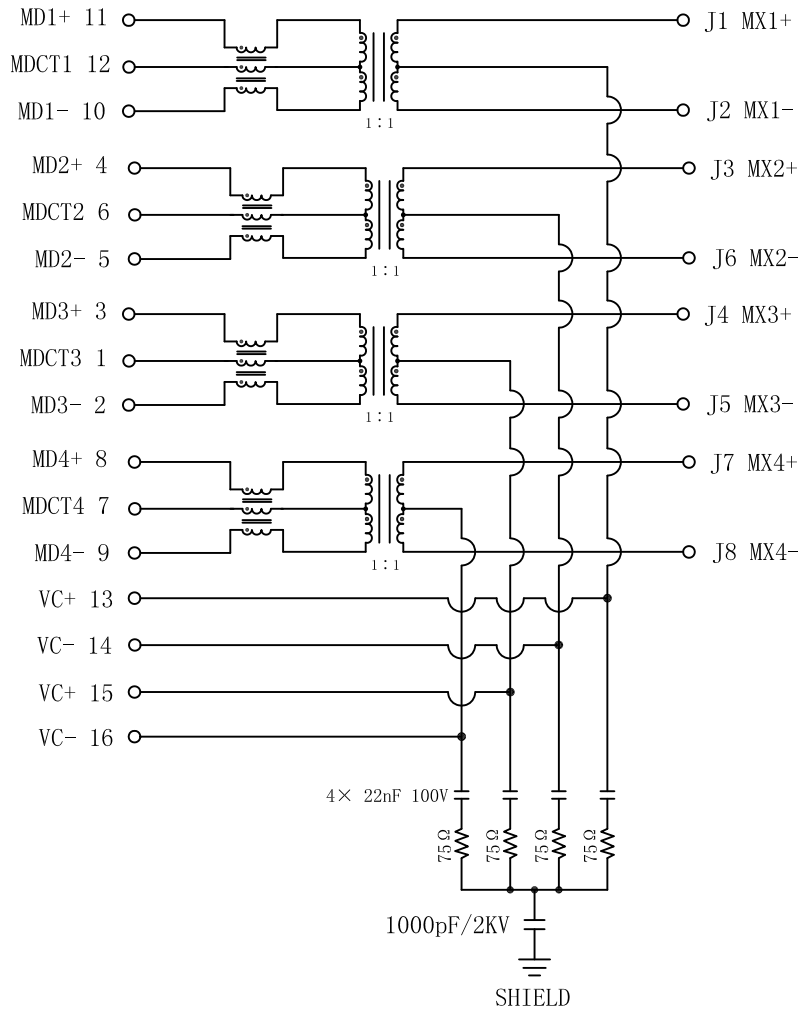 MD1+ 11
J1 MX1+
MDCT1 12
MD1- 10
J2 MX1-
1:1
MD2+ 4
J3 MX2+
MDCT2 6
MD2- 5
J6 MX2-
1:1
MD3+ 3
J4 MX3+
MDCT3 1
MD3- 2
J5 MX3-
1:1
MD4+ 8
J7 MX4+
MDCT4 7
MD4- 9
J8 MX4-
1:1
VC+ 13
VC- 14
VC+ 15
VC- 16
4× 22nF 100V
75Ω
75Ω
75Ω
75Ω
1000pF/2KV
SHIELD